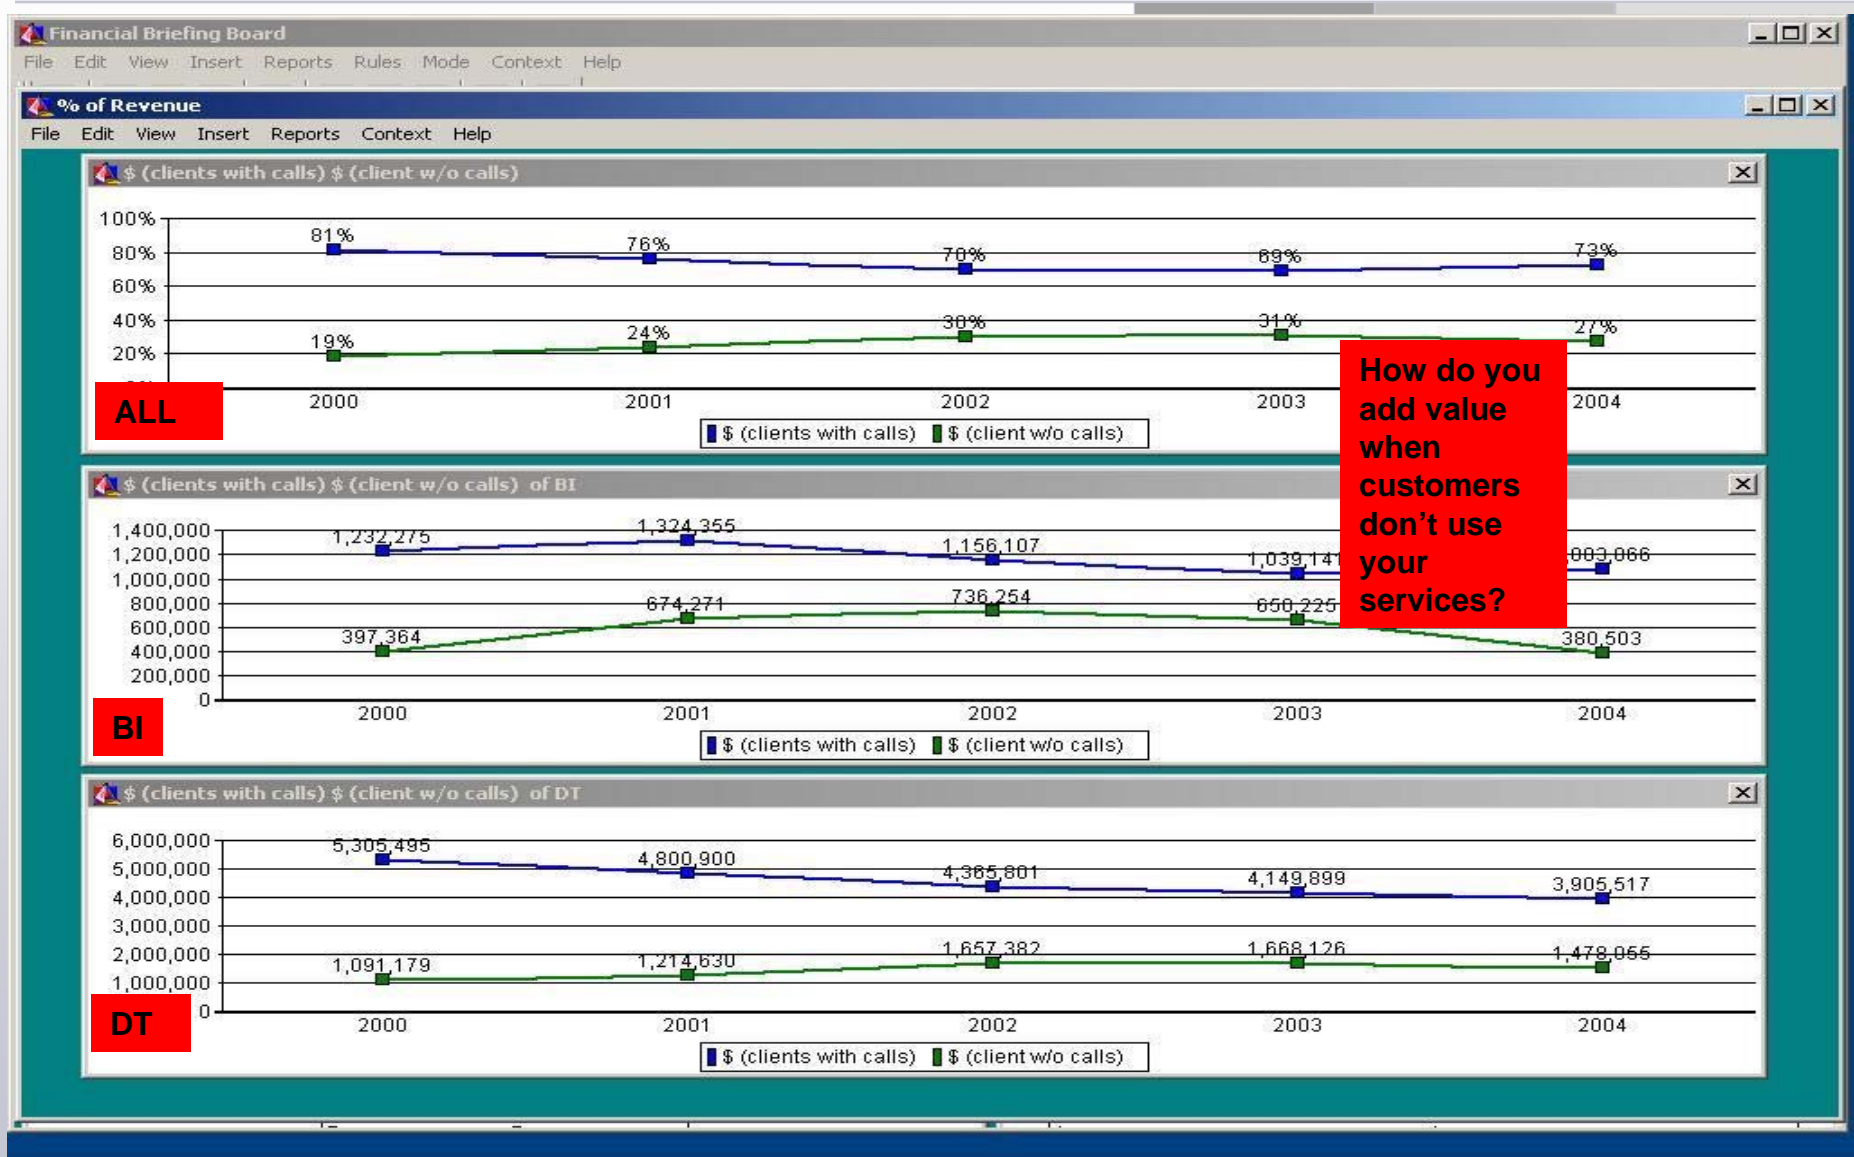 Financial Briefing Board
File Edit View Insert Reports Rules Mode Context Help
% of Revenue
File Edit View Insert Reports Context Help
$ (clients with calls) $ (client w/o calls)
100%
80%
60%
40%
20%
81%
76%
70%
69%
73%
19%
24%
30%
31%
27%
2000 2001 2002 2003 2004
$ (clients with calls) $ (client w/o calls)
ALL
How do you
add value
when
customers
don't use
your
services?
$ (clients with calls) $ (client w/o calls) of BI
1,400,000
1,200,000
1,000,000
800,000
600,000
400,000
200,000
0
1,232,275
1,324,355
1,156,107
1,039,141
397,364
674,271
736,254
650,225
380,503
2000 2001 2002 2003 2004
$ (clients with calls) $ (client w/o calls)
BI
$ (clients with calls) $ (client w/o calls) of DT
6,000,000
5,000,000
4,000,000
3,000,000
2,000,000
1,000,000
0
5,305,495
4,800,900
4,365,801
4,149,899
3,905,517
1,091,179
1,214,630
1,657,382
1,668,126
1,478,055
2000 2001 2002 2003 2004
$ (clients with calls) $ (client w/o calls)
DT